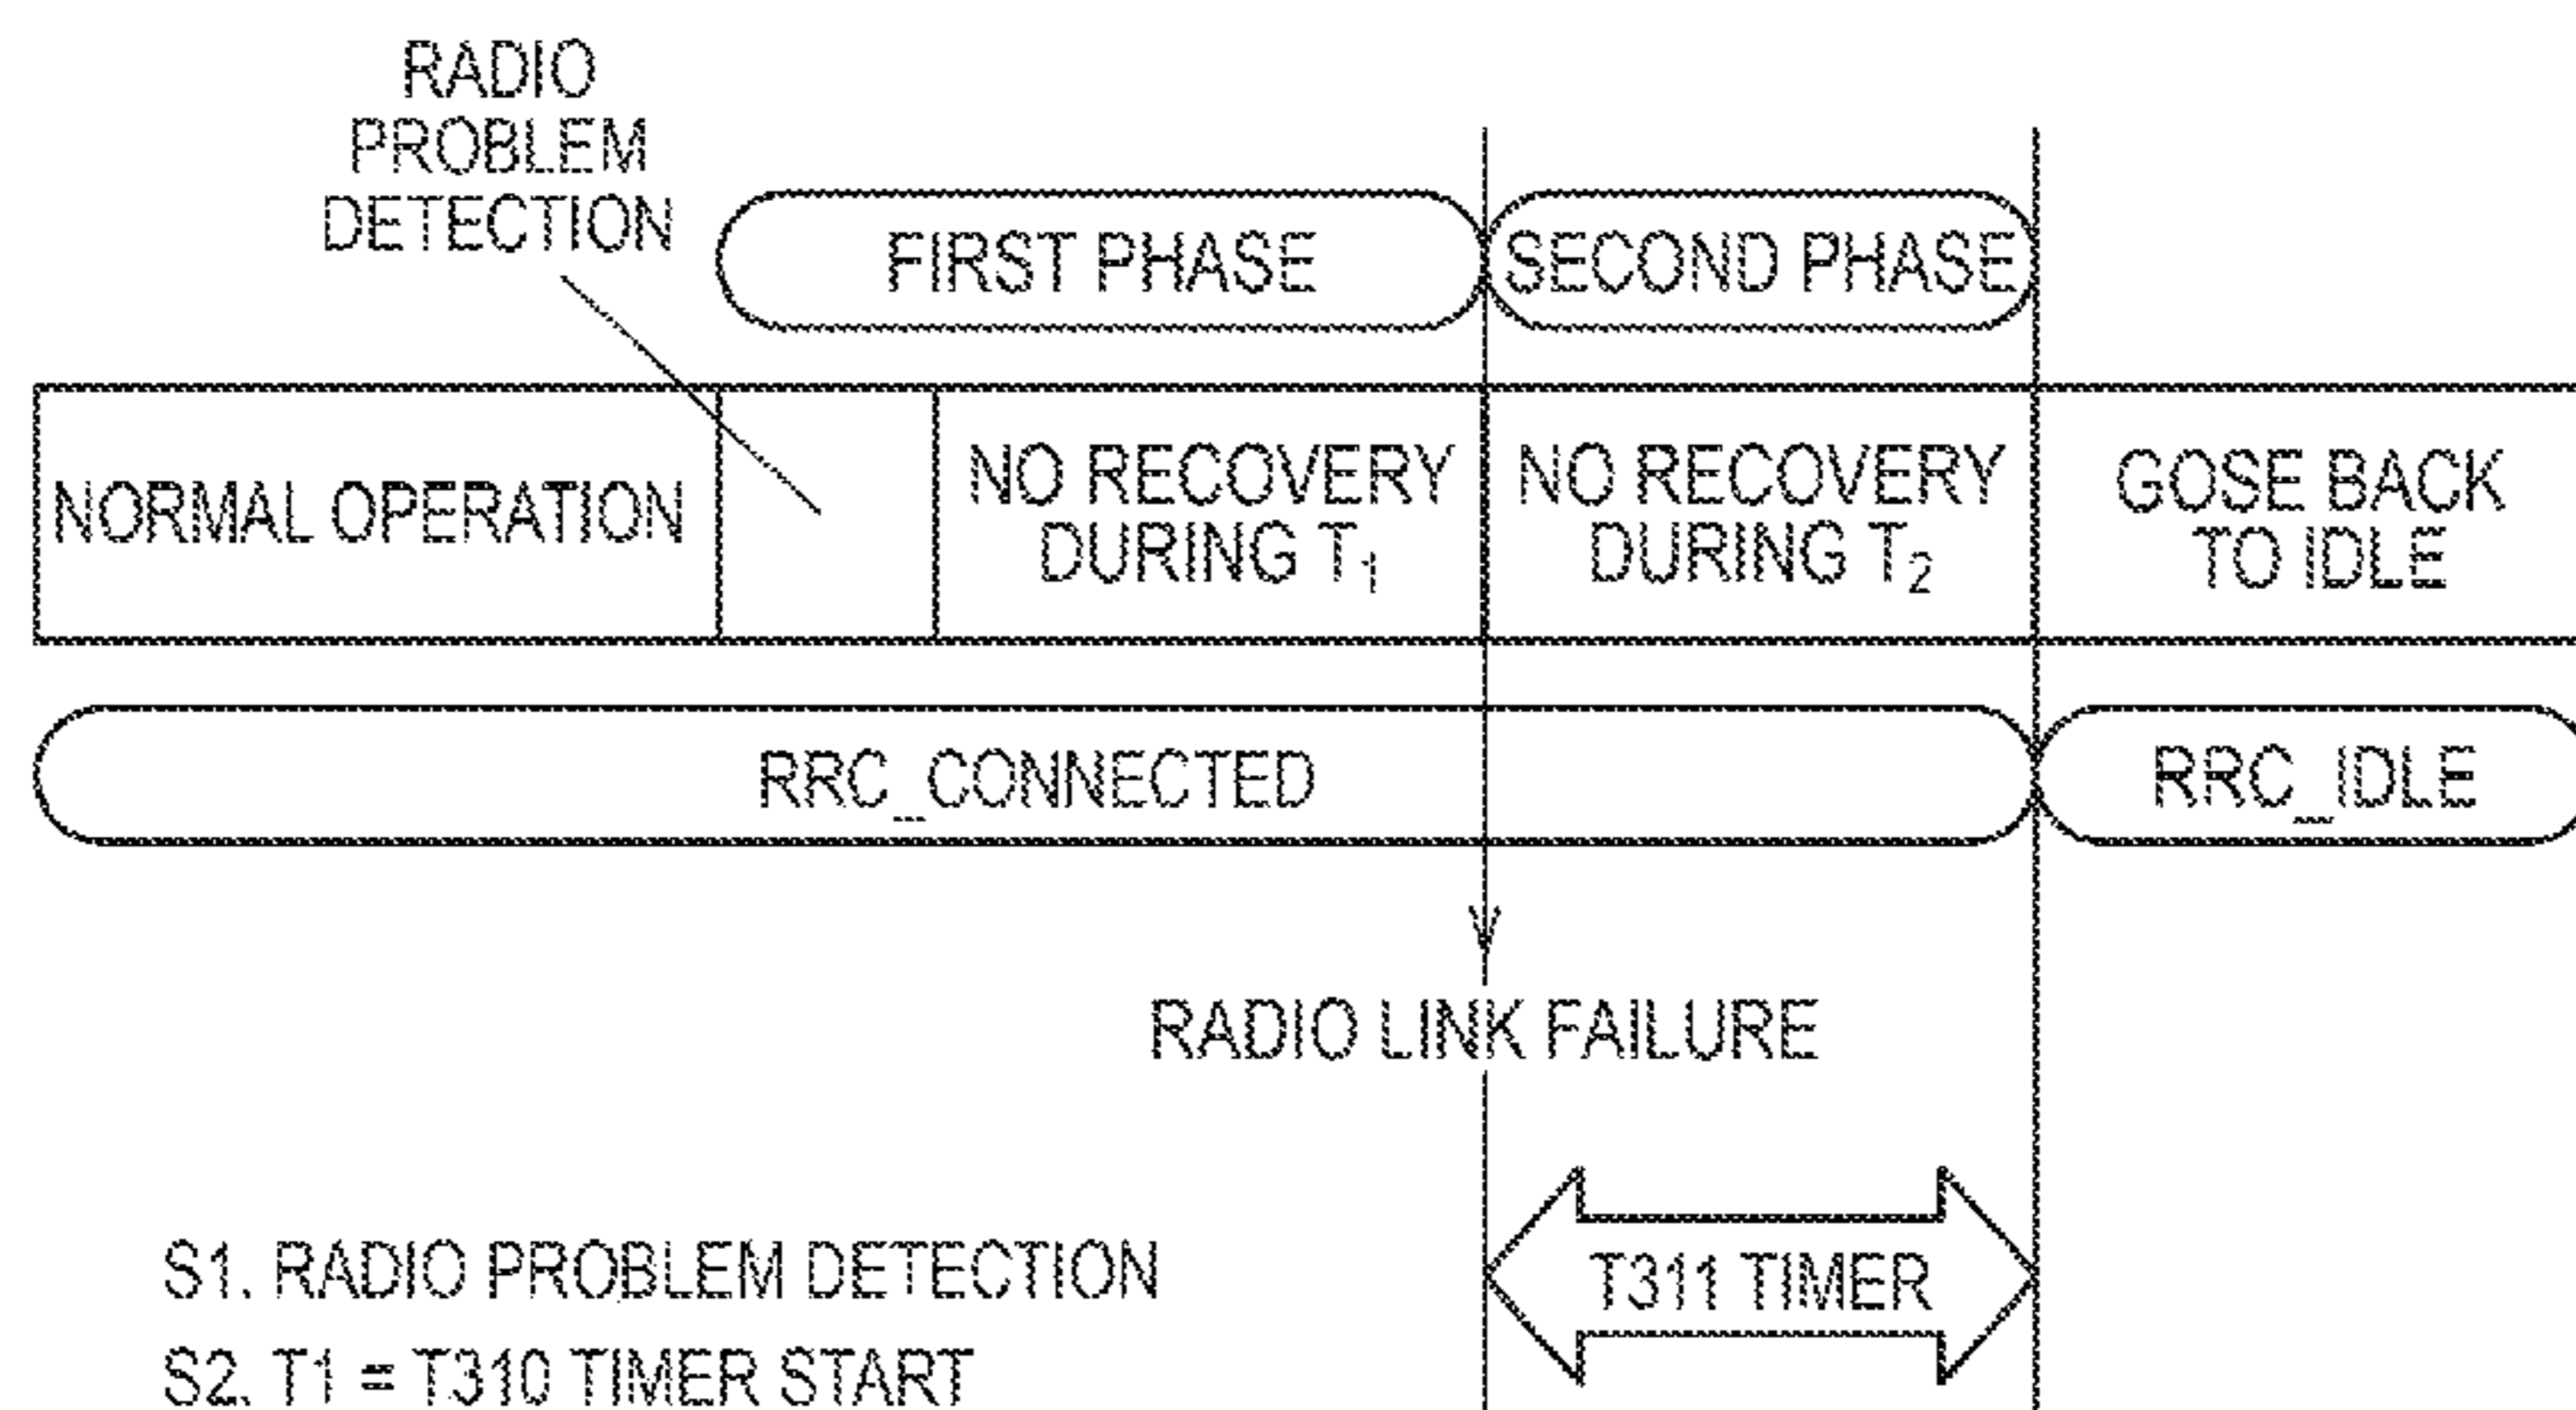 RADIO
PROBLEM
DETECTION
FIRST PHASE
SECOND PHASE
NORMAL OPERATION
NO RECOVERY
DURING T₁
NO RECOVERY
DURING T₂
GOSE BACK
TO IDLE
RRC_CONNECTED
RRC_IDLE
RADIO LINK FAILURE
T311 TIMER
S1. RADIO PROBLEM DETECTION
S2. T1 = T310 TIMER START